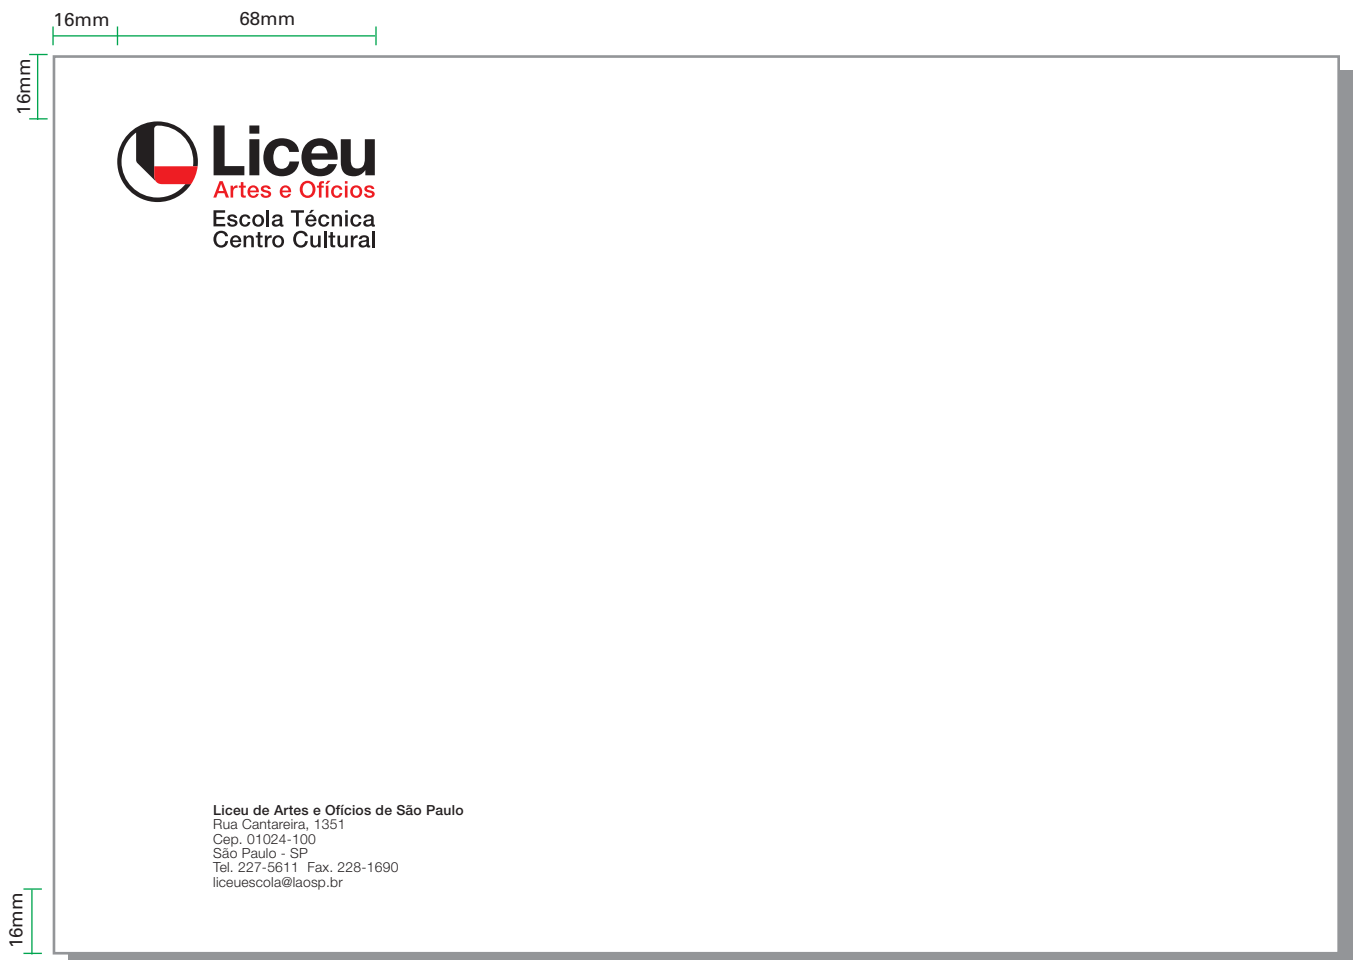 16mm 68mm
16mm
Liceu
Artes e Ofícios
Escola Técnica
Centro Cultural
Liceu de Artes e Ofícios de São Paulo
Rua Cantareira, 1351
Cep. 01024-100
São Paulo - SP
Tel. 227-5611 Fax. 228-1690
liceuescola@laosp.br
16mm